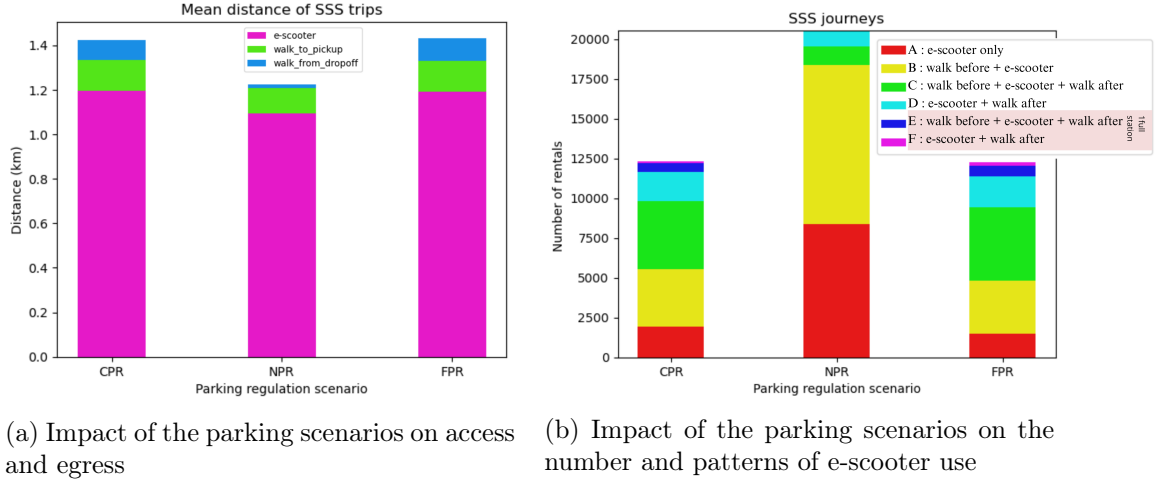 Mean distance of SSS trips
e-scooter
walk_to_pickup
walk_from_dropoff
1.4
1.2
1.0
0.8
0.6
0.4
0.2
0.0
Distance (km)
CPR
NPR
FPR
Parking regulation scenario
(a) Impact of the parking scenarios on access
and egress
SSS journeys
A : e-scooter only
B : walk before + e-scooter
C : walk before + e-scooter + walk after
D : e-scooter + walk after
E : walk before + e-scooter + walk after
F : e-scooter + walk after
1full
station
20000
17500
15000
12500
10000
7500
5000
2500
0
Number of rentals
CPR
NPR
FPR
Parking regulation scenario
(b) Impact of the parking scenarios on the
number and patterns of e-scooter use